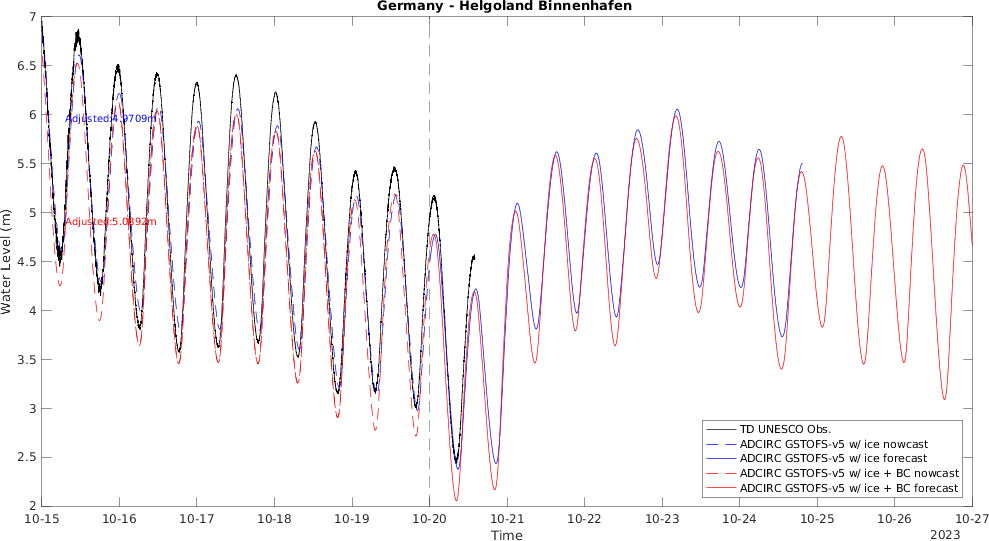 Germany - Helgoland Binnenhafen
7
6.5
6
5.5
5
4.5
4
3.5
3
2.5
2
Water Level (m)
Adjusted:4.9709m
Adjusted:5.0392m
TD UNESCO Obs.
ADCIRC GSTOFS-v5 w/ ice nowcast
ADCIRC GSTOFS-v5 w/ ice forecast
ADCIRC GSTOFS-v5 w/ ice + BC nowcast
ADCIRC GSTOFS-v5 w/ ice + BC forecast
10-15 10-16 10-17 10-18 10-19 10-20 10-21 10-22 10-23 10-24 10-25 10-26 10-27
Time
2023